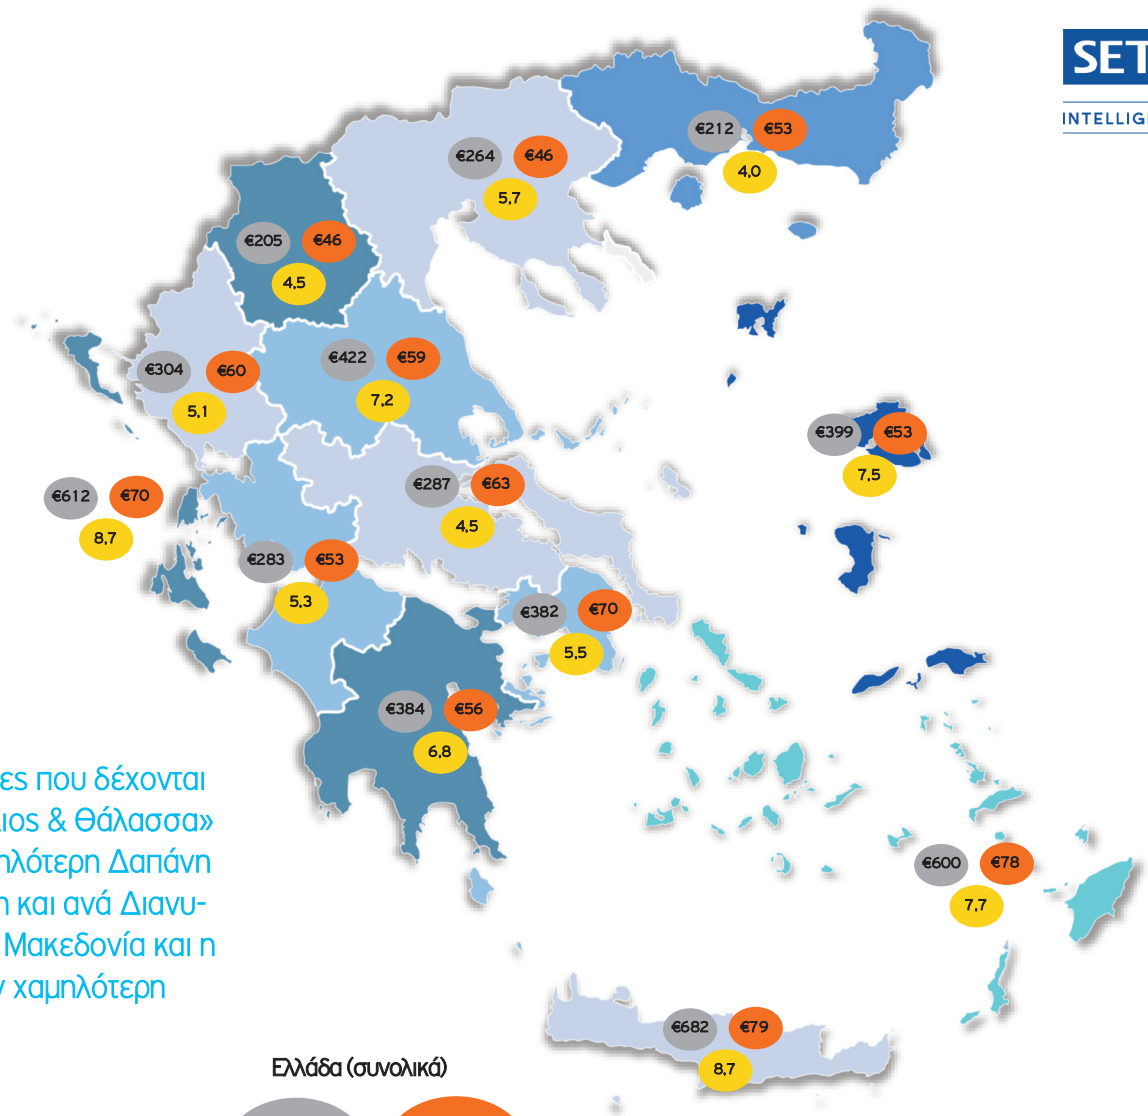 SET
INTELLIG
€212 €53
4,0
€264 €46
5,7
€205 €46
4,5
€304 €60
5,1
€422 €59
7,2
€399 €53
7,5
€612 €70
8,7
€287 €63
4,5
€283 €53
5,3
€382 €70
5,5
€384 €56
6,8
€600 €78
7,7
€682 €79
8,7
ες που δέχονται
ιος & Θάλασσα»
ηλότερη Δαπάνη
η και ανά Διανυ-
Μακεδονία και η
ν χαμηλότερη
Ελλάδα (συνολικά)